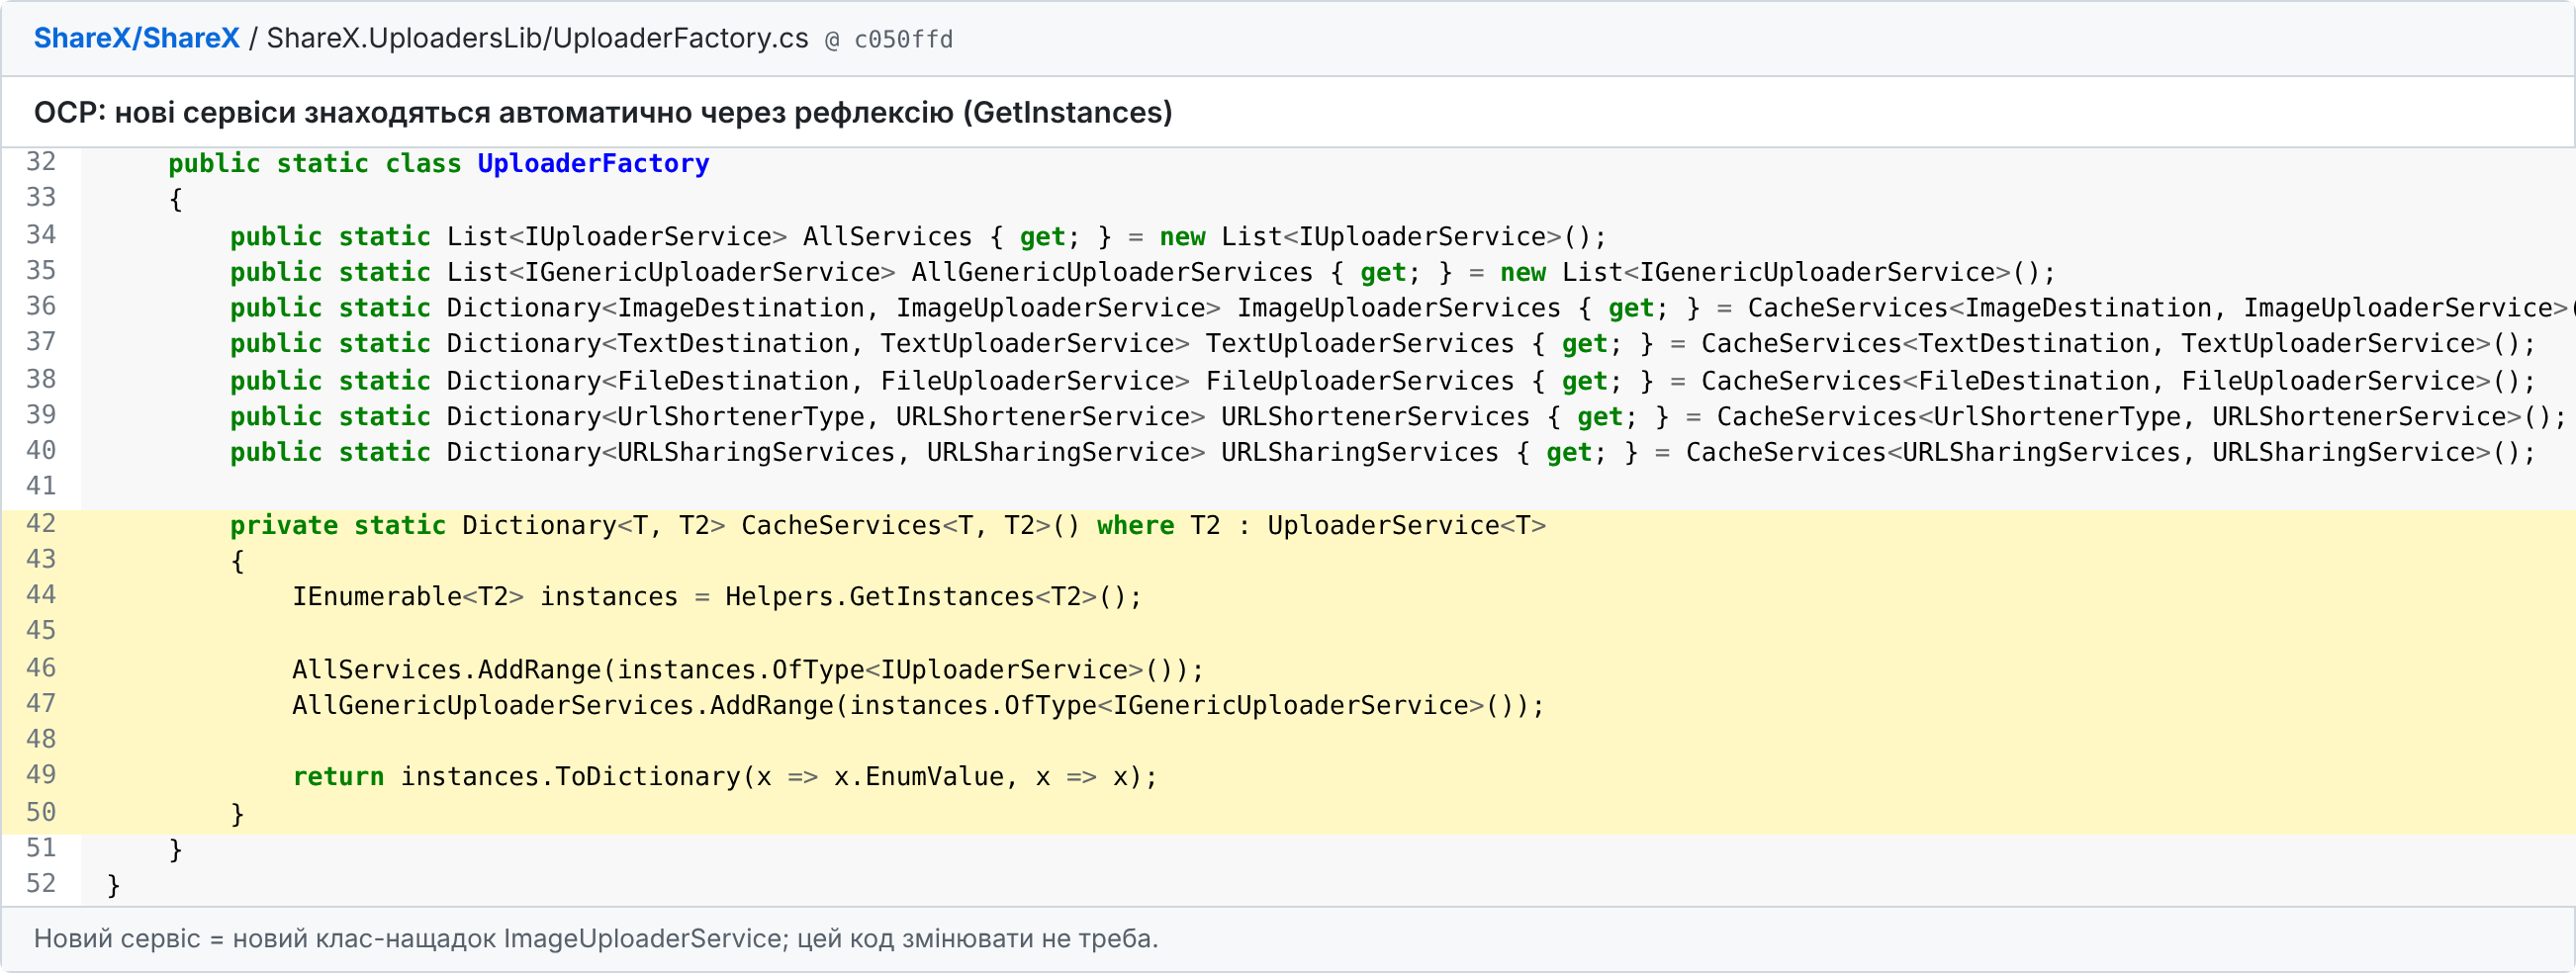 ShareX/ShareX / ShareX.UploadersLib/UploaderFactory.cs @ c050ffd
OCP: нові сервіси знаходяться автоматично через рефлексію (GetInstances)
32 public static class UploaderFactory
33 {
34 public static List<IUploaderService> AllServices { get; } = new List<IUploaderService>();
35 public static List<IGenericUploaderService> AllGenericUploaderServices { get; } = new List<IGenericUploaderService>();
36 public static Dictionary<ImageDestination, ImageUploaderService> ImageUploaderServices { get; } = CacheServices<ImageDestination, ImageUploaderService>(
37 public static Dictionary<TextDestination, TextUploaderService> TextUploaderServices { get; } = CacheServices<TextDestination, TextUploaderService>();
38 public static Dictionary<FileDestination, FileUploaderService> FileUploaderServices { get; } = CacheServices<FileDestination, FileUploaderService>();
39 public static Dictionary<UrlShortenerType, URLShortenerService> URLShortenerServices { get; } = CacheServices<UrlShortenerType, URLShortenerService>();
40 public static Dictionary<URLSharingServices, URLSharingService> URLSharingServices { get; } = CacheServices<URLSharingServices, URLSharingService>();
41
42 private static Dictionary<T, T2> CacheServices<T, T2>() where T2 : UploaderService<T>
43 {
44 IEnumerable<T2> instances = Helpers.GetInstances<T2>();
45
46 AllServices.AddRange(instances.OfType<IUploaderService>());
47 AllGenericUploaderServices.AddRange(instances.OfType<IGenericUploaderService>());
48
49 return instances.ToDictionary(x => x.EnumValue, x => x);
50 }
51 }
52 }
Новий сервіс = новий клас-нащадок ImageUploaderService; цей код змінювати не треба.